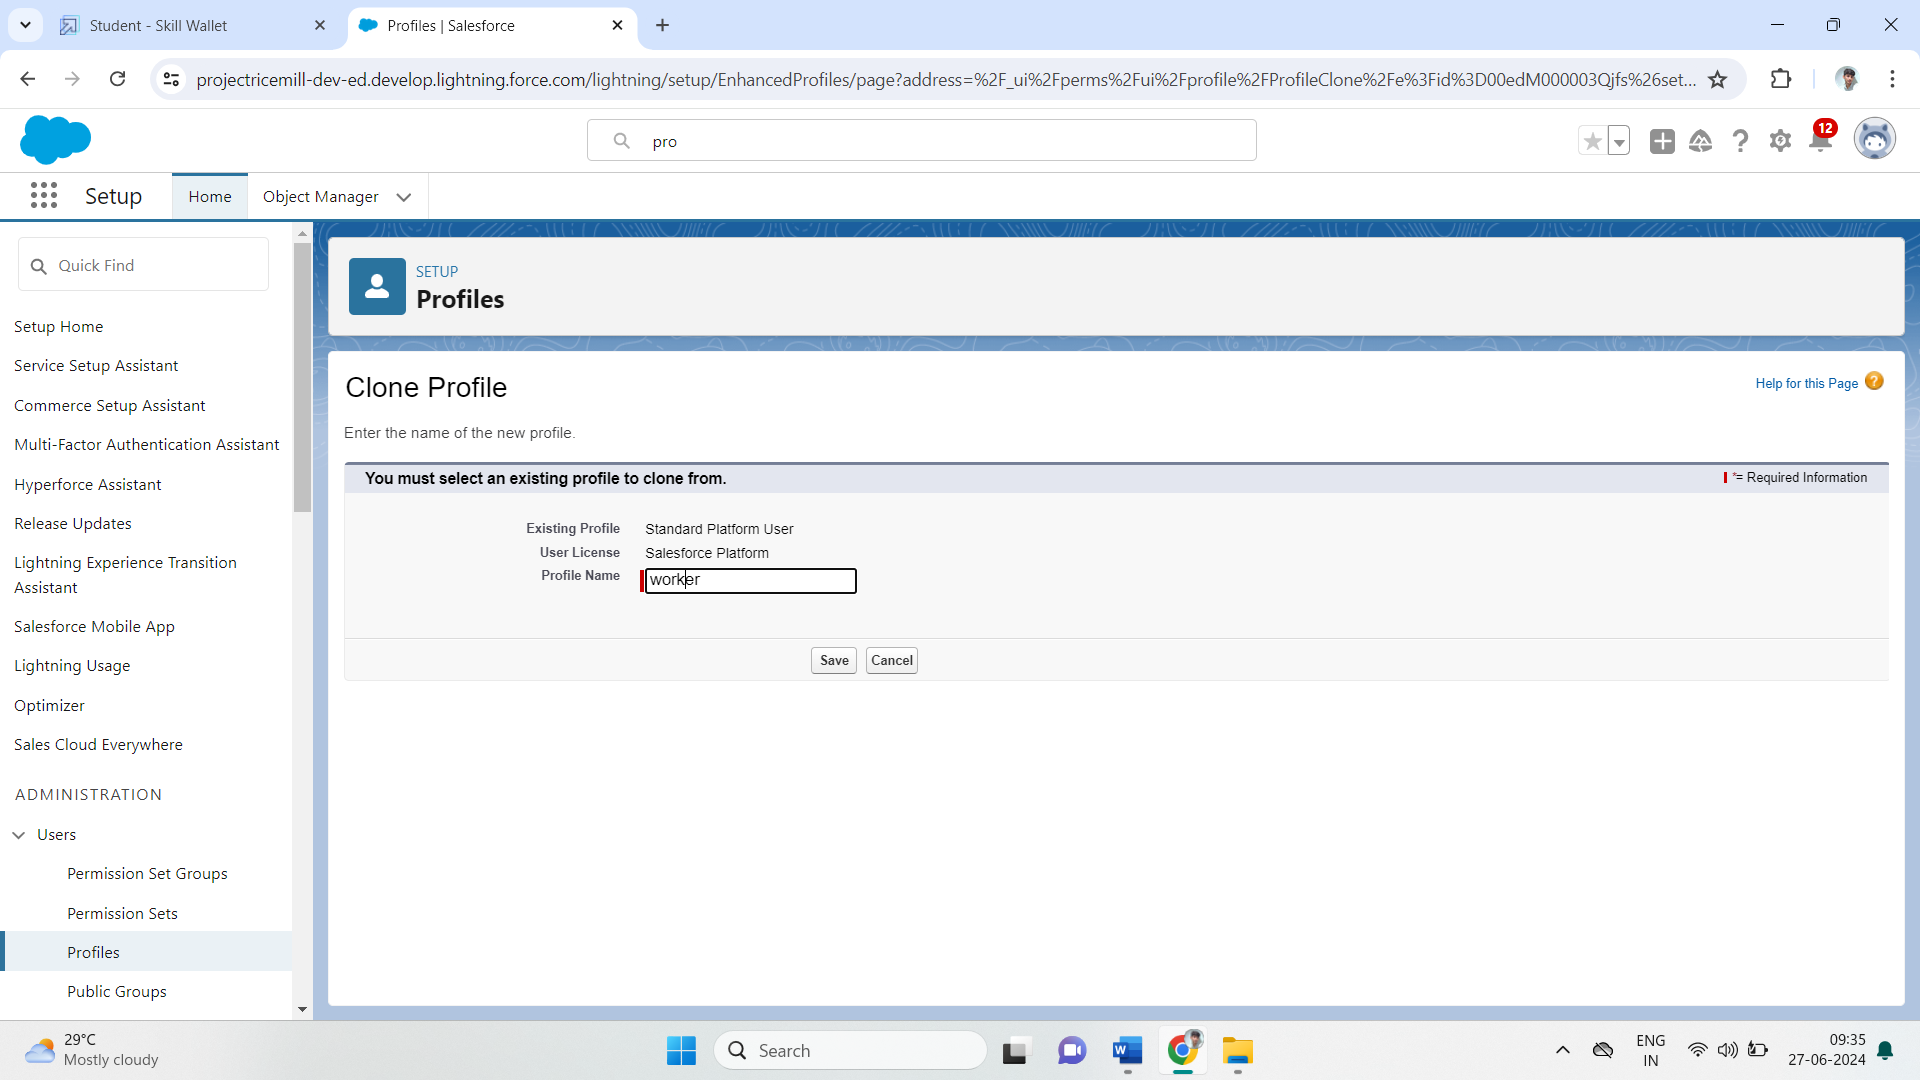 Student - Skill Wallet
Profiles | Salesforce
projectricemill-dev-ed.develop.lightning.force.com/lightning/setup/EnhancedProfiles/page?address=%2F_ui%2Fperms%2Fui%2Fprofile%2FProfileClone%2Fe%3Fid%3D00edM000003Qjfs%26set...
pro
12
Setup
Home
Object Manager
Quick Find
Setup Home
Service Setup Assistant
Commerce Setup Assistant
Multi-Factor Authentication Assistant
Hyperforce Assistant
Release Updates
Lightning Experience Transition
Assistant
Salesforce Mobile App
Lightning Usage
Optimizer
Sales Cloud Everywhere
ADMINISTRATION
Users
Permission Set Groups
Permission Sets
Profiles
Public Groups
SETUP
Profiles
Clone Profile
Help for this Page
Enter the name of the new profile.
You must select an existing profile to clone from.
*= Required Information
Existing Profile Standard Platform User
User License Salesforce Platform
Profile Name worker
Save Cancel
29°C
Mostly cloudy
Search
ENG
IN
09:35
27-06-2024